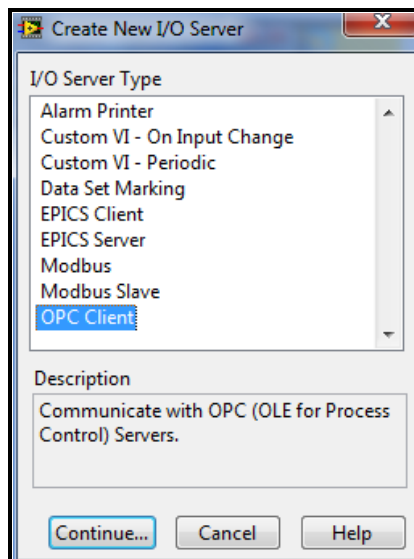 Create New I/O Server
X
I/O Server Type
Alarm Printer
Custom VI - On Input Change
Custom VI - Periodic
Data Set Marking
EPICS Client
EPICS Server
Modbus
Modbus Slave
OPC Client
Description
Communicate with OPC (OLE for Process
Control) Servers.
Continue... Cancel Help